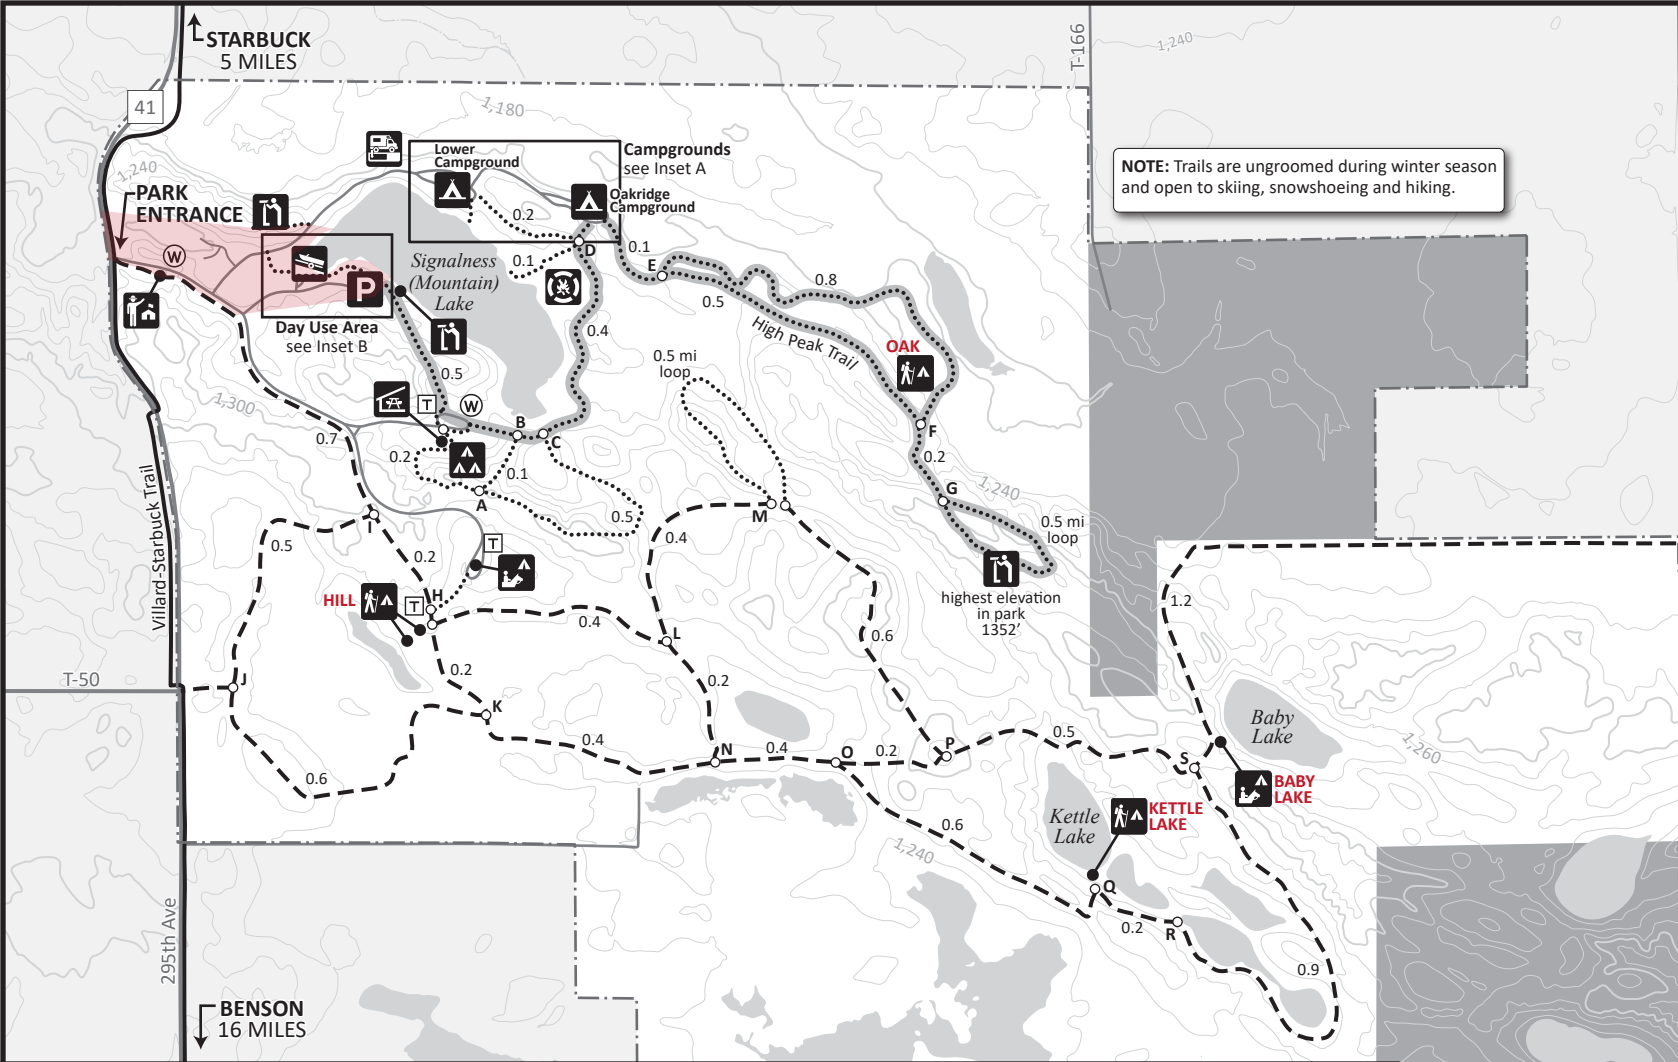 STARBUCK
5 MILES
T-166
1,240
41
1,180
1,240
PARK
ENTRANCE
W
Lower
Campground
Campgrounds
see Inset A
Oakridge
Campground
0.2
D
0.1
0.1
E
NOTE: Trails are ungroomed during winter season
and open to skiing, snowshoeing and hiking.
Signalness
(Mountain)
Lake
P
Day Use Area
see Inset B
0.8
0.5
High Peak Trail
0.4
OAK
0.5 mi
loop
0.5
T
W
1,300
0.7
B
C
F
0.2
0.1
0.2
A
0.5
G
1,240
0.5 mi
loop
Villard-Starbuck Trail
I
M
0.5
0.2
T
0.4
HILL
T
H
highest elevation
in park
1352'
1.2
0.4
L
0.6
T-50
J
0.2
0.2
K
Baby
Lake
0.4
N
0.4
O
0.2
P
0.5
S
1,260
0.6
BABY
LAKE
KETTLE
LAKE
Kettle
Lake
0.6
1,240
Q
0.2
R
0.9
295th Ave
BENSON
16 MILES